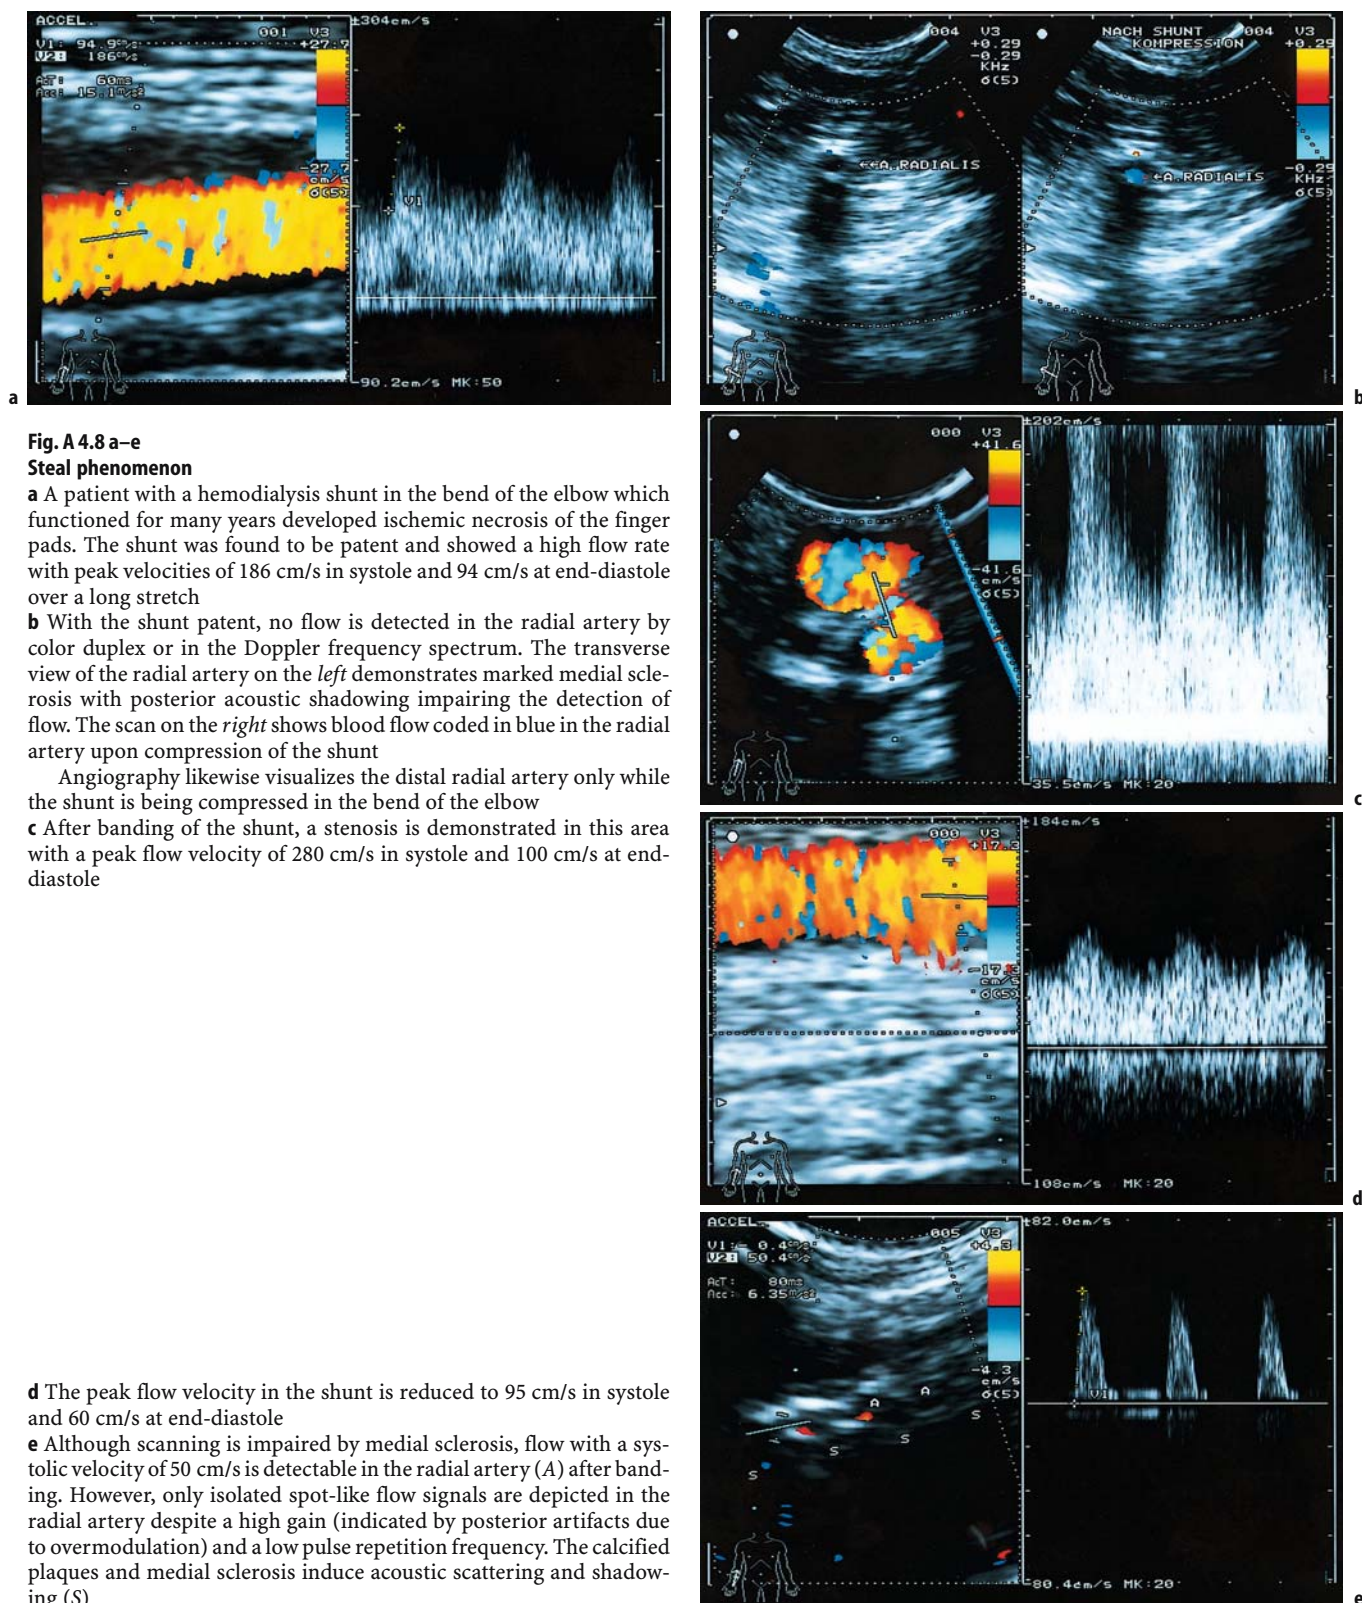 ACCEL.
001 V3
V1: 94.9cm/s
+27.7
V2: 186cm/s
AcT: 60ms
Acc: 15.1m/s2
-27.7
cm/s
σ(5)
±304cm/s
V1
-90.2cm/s MK:50
a
004 V3
+0.29
-0.29
KHz
σ(5)
←←A.RADIALIS
NACH SHUNT 004 V3
KOMPRESSION +0.29
←A.RADIALIS
-0.29
KHz
σ(5)
b
Fig. A 4.8 a–e
Steal phenomenon
a A patient with a hemodialysis shunt in the bend of the elbow which
functioned for many years developed ischemic necrosis of the finger
pads. The shunt was found to be patent and showed a high flow rate
with peak velocities of 186 cm/s in systole and 94 cm/s at end-diastole
over a long stretch
b With the shunt patent, no flow is detected in the radial artery by
color duplex or in the Doppler frequency spectrum. The transverse
view of the radial artery on the left demonstrates marked medial scle-
rosis with posterior acoustic shadowing impairing the detection of
flow. The scan on the right shows blood flow coded in blue in the radial
artery upon compression of the shunt
Angiography likewise visualizes the distal radial artery only while
the shunt is being compressed in the bend of the elbow
c After banding of the shunt, a stenosis is demonstrated in this area
with a peak flow velocity of 280 cm/s in systole and 100 cm/s at end-
diastole
000 V3
+41.6
-41.6
cm/s
σ(5)
±202cm/s
-35.5cm/s MK:20
c
000 V3
+17.3
-17.3
cm/s
σ(5)
±184cm/s
-108cm/s MK:20
d
d The peak flow velocity in the shunt is reduced to 95 cm/s in systole
and 60 cm/s at end-diastole
e Although scanning is impaired by medial sclerosis, flow with a sys-
tolic velocity of 50 cm/s is detectable in the radial artery (A) after band-
ing. However, only isolated spot-like flow signals are depicted in the
radial artery despite a high gain (indicated by posterior artifacts due
to overmodulation) and a low pulse repetition frequency. The calcified
plaques and medial sclerosis induce acoustic scattering and shadow-
ing (S)
ACCEL.
005 V3
V1:- 0.4cm/s
+4.3
V2: 50.4cm/s
AcT: 80ms
Acc: 6.35m/s2
-4.3
cm/s
σ(5)
A
A
S
S
S
S
±82.0cm/s
V1
-80.4cm/s MK:20
e